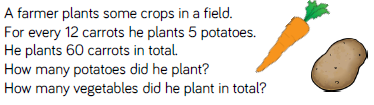 A farmer plants some crops in a field.
For every 12 carrots he plants 5 potatoes.
He plants 60 carrots in total.
How many potatoes did he plant?
How many vegetables did he plant in total?